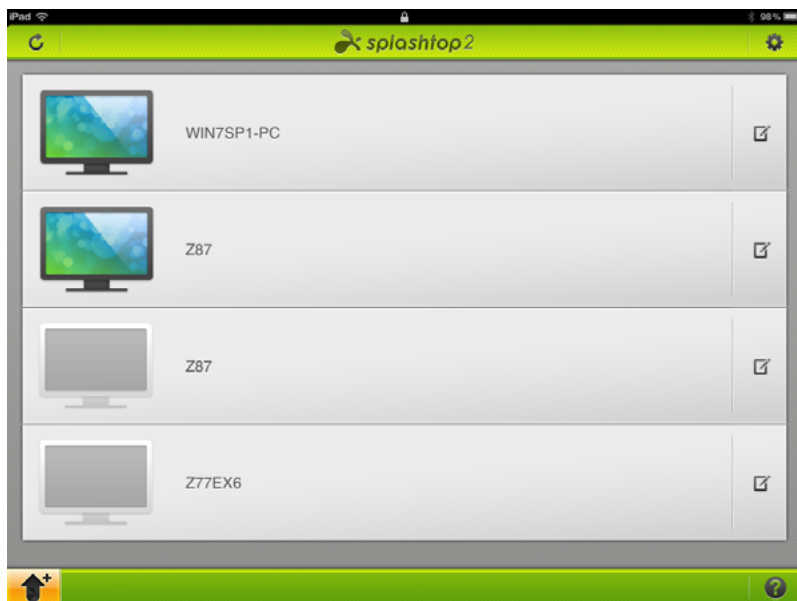 iPad 98%
splashtop2
WIN7SP1-PC
Z87
Z87
Z77EX6